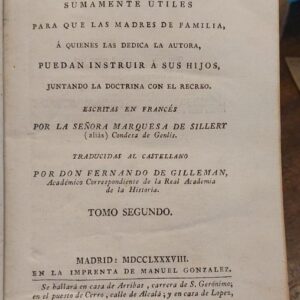 SUMAMENTE UTILES
PARA QUE LAS MADRES DE FAMILIA,
Á QUIENES LAS DEDICA LA AUTORA,
PUEDAN INSTRUIR Á SUS HIJOS,
JUNTANDO LA DOCTRINA CON EL RECREO.
ESCRITAS EN FRANCÉS
POR LA SEÑORA MARQUESA DE SILLERT
(aliàs) Condesa de Genlis.
TRADUCIDAS AL CASTELLANO
POR DON FERNANDO DE GILLEMAN,
Académico Correspondiente de la Real Academia
de la Historia.
TOMO SEGUNDO.
MADRID: MDCCLXXXVIII.
EN LA IMPRENTA DE MANUEL GONZALEZ.
Se ballará en casa de Arribas, carrera de S. Gerónimo;
en el puesto de Cerro, calle de Alcalá; y en casa de Lopez,